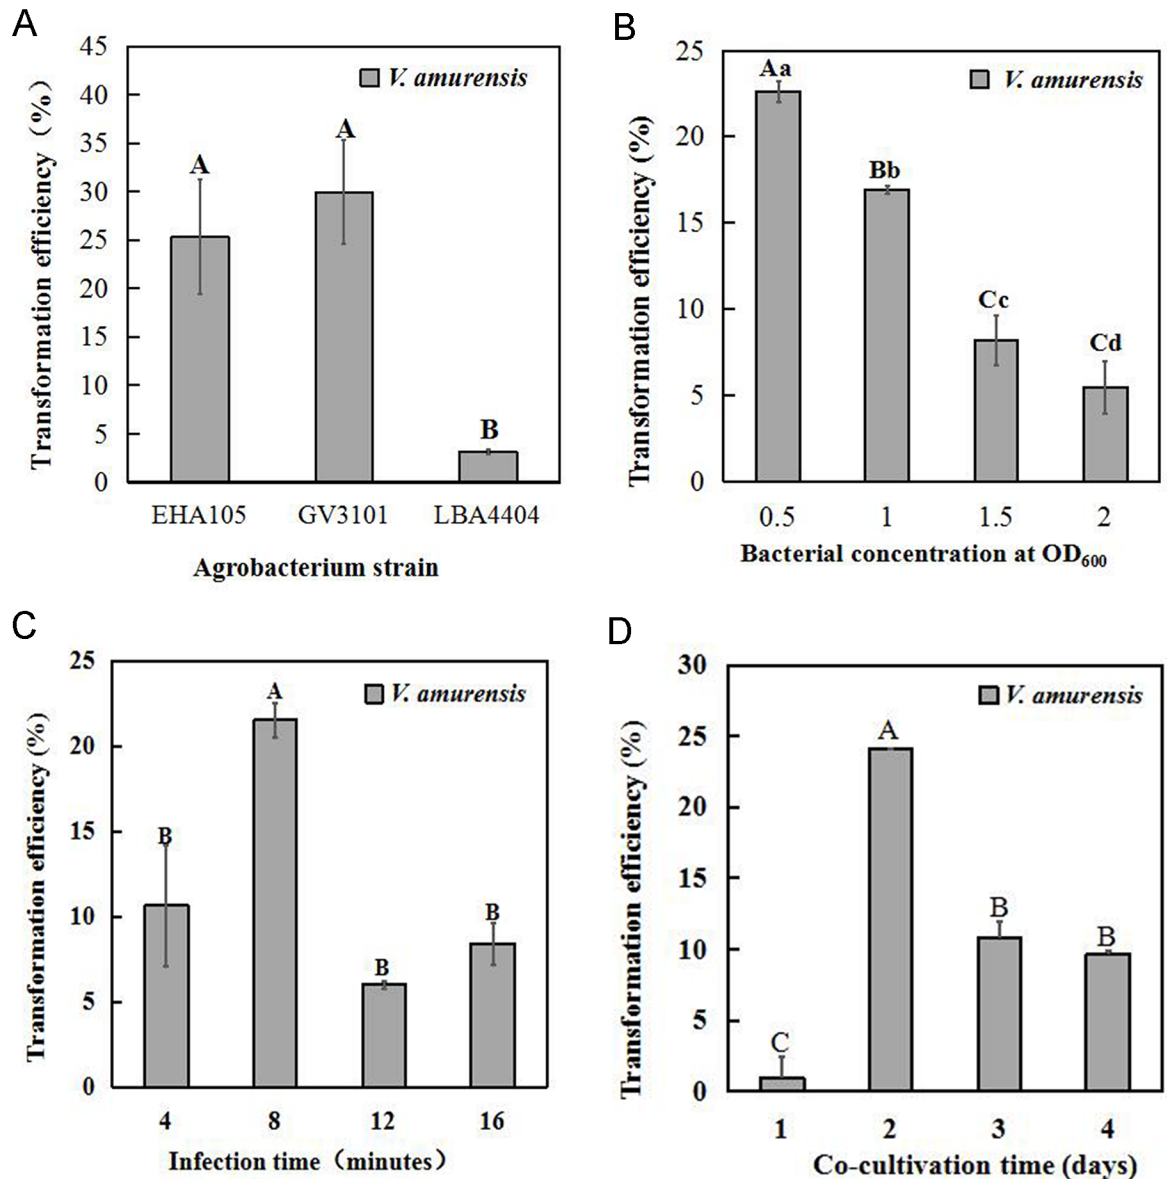 A
Transformation efficiency (%)
45
40
35
30
25
20
15
10
5
0
V. amurensis
A
A
B
EHA105 GV3101 LBA4404
Agrobacterium strain
B
Transformation efficiency (%)
25
20
15
10
5
0
V. amurensis
Aa
Bb
Cc
Cd
0.5 1 1.5 2
Bacterial concentration at OD600
C
Transformation efficiency (%)
25
20
15
10
5
0
V. amurensis
B
A
B
B
4 8 12 16
Infection time（minutes）
D
Transformation efficiency (%)
30
25
20
15
10
5
0
V. amurensis
C
A
B
B
1 2 3 4
Co-cultivation time (days)